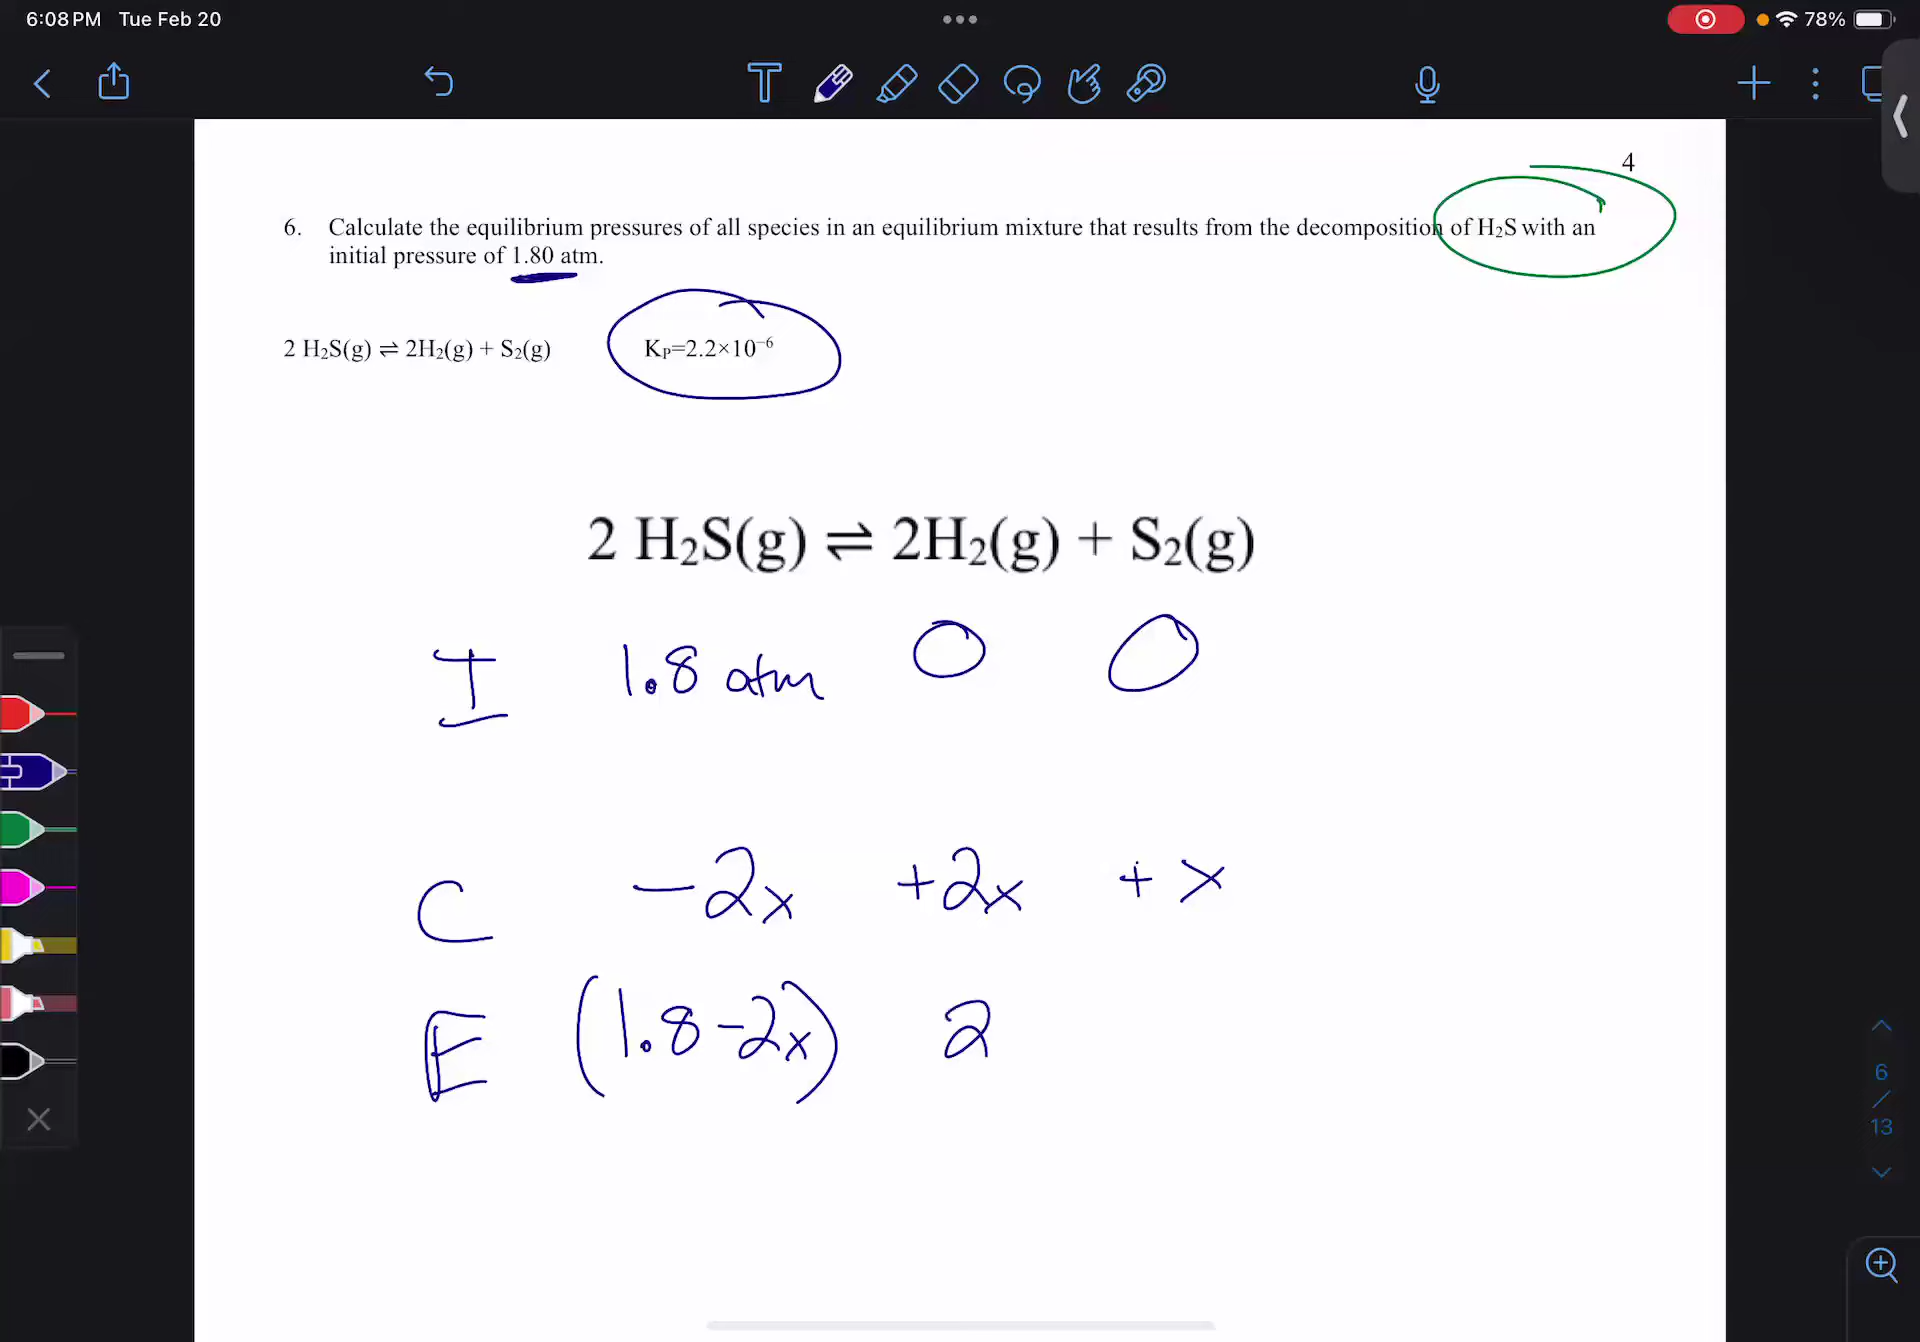 6:08 PM Tue Feb 20
78%
4
6. Calculate the equilibrium pressures of all species in an equilibrium mixture that results from the decomposition of H₂S with an
initial pressure of 1.80 atm.
2 H₂S(g) ⇌ 2H₂(g) + S₂(g) Kₚ=2.2×10⁻⁶
2 H₂S(g) ⇌ 2H₂(g) + S₂(g)
I 1.8 atm 0 0
C -2x +2x + x
E (1.8-2x) 2
6
/
13